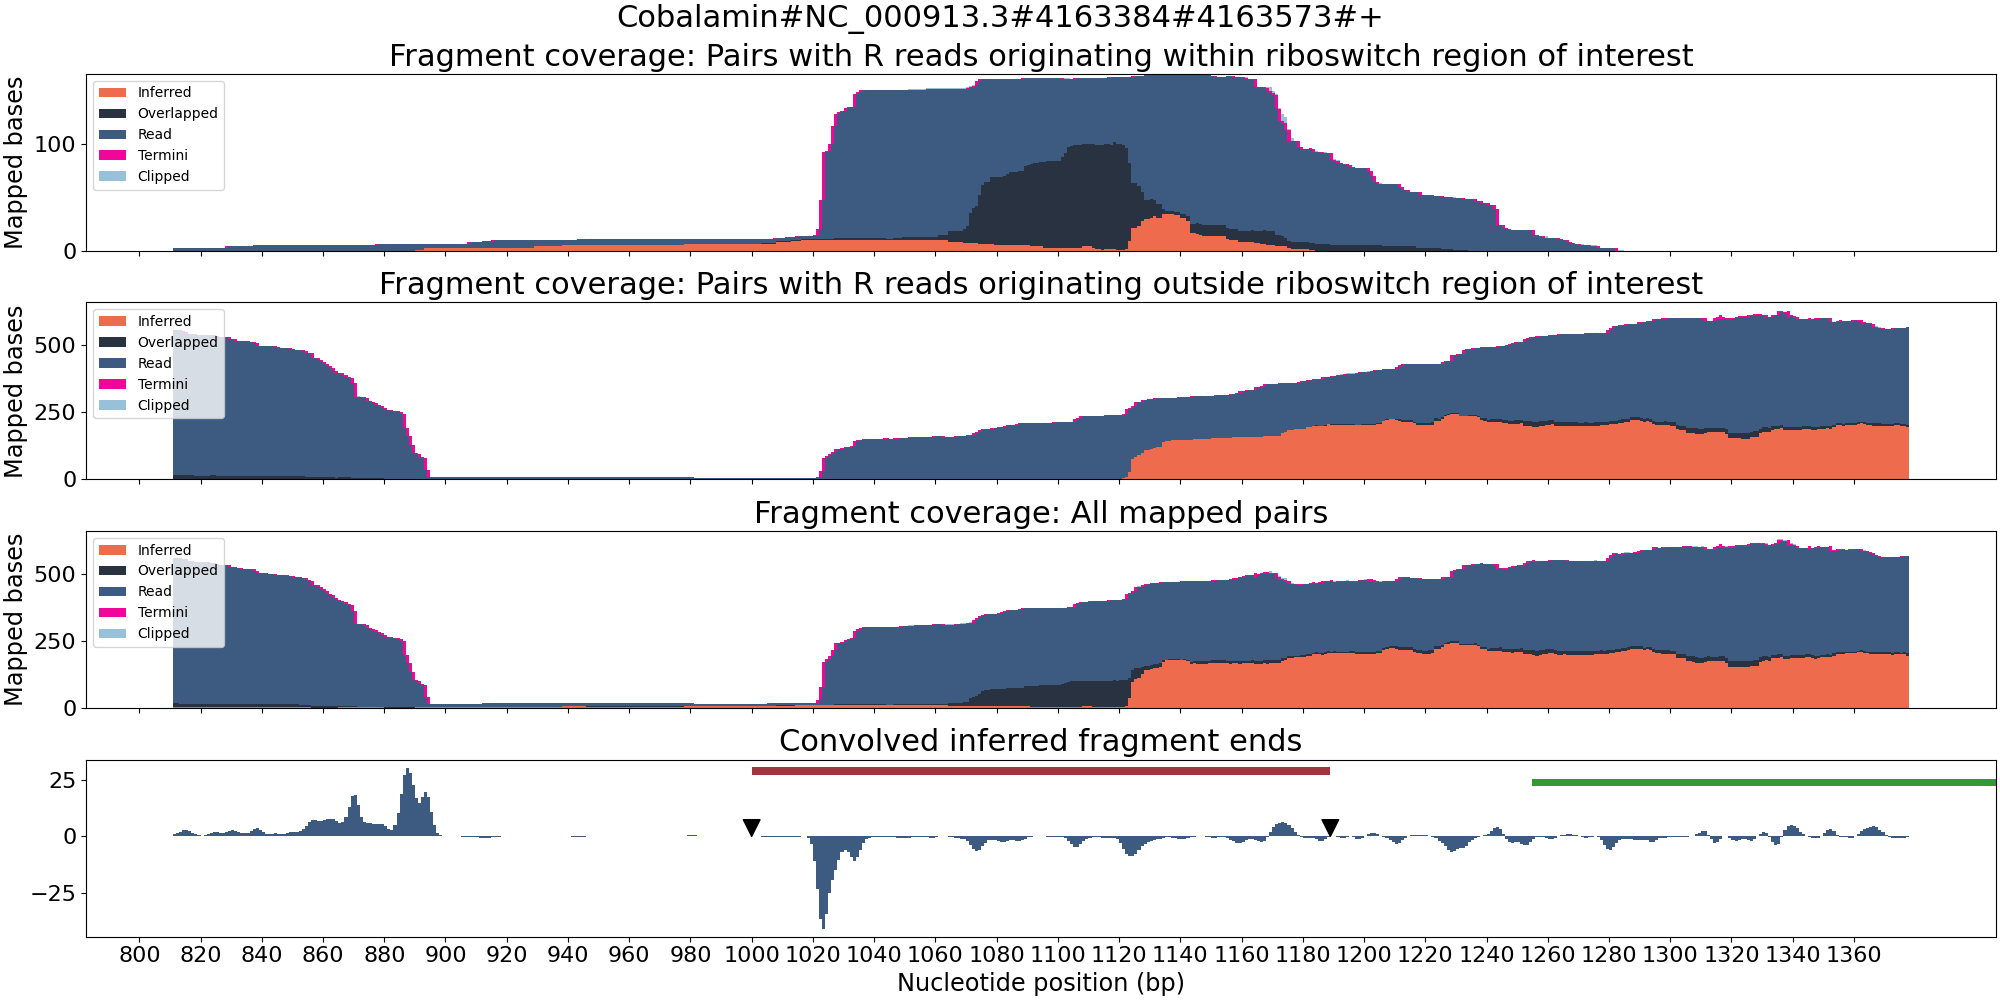 Cobalamin#NC_000913.3#4163384#4163573#+
Fragment coverage: Pairs with R reads originating within riboswitch region of interest
Mapped bases
100
0
Inferred
Overlapped
Read
Termini
Clipped
Fragment coverage: Pairs with R reads originating outside riboswitch region of interest
Mapped bases
500
250
0
Inferred
Overlapped
Read
Termini
Clipped
Fragment coverage: All mapped pairs
Mapped bases
500
250
0
Inferred
Overlapped
Read
Termini
Clipped
Convolved inferred fragment ends
25
0
−25
800 820 840 860 880 900 920 940 960 980 1000 1020 1040 1060 1080 1100 1120 1140 1160 1180 1200 1220 1240 1260 1280 1300 1320 1340 1360
Nucleotide position (bp)